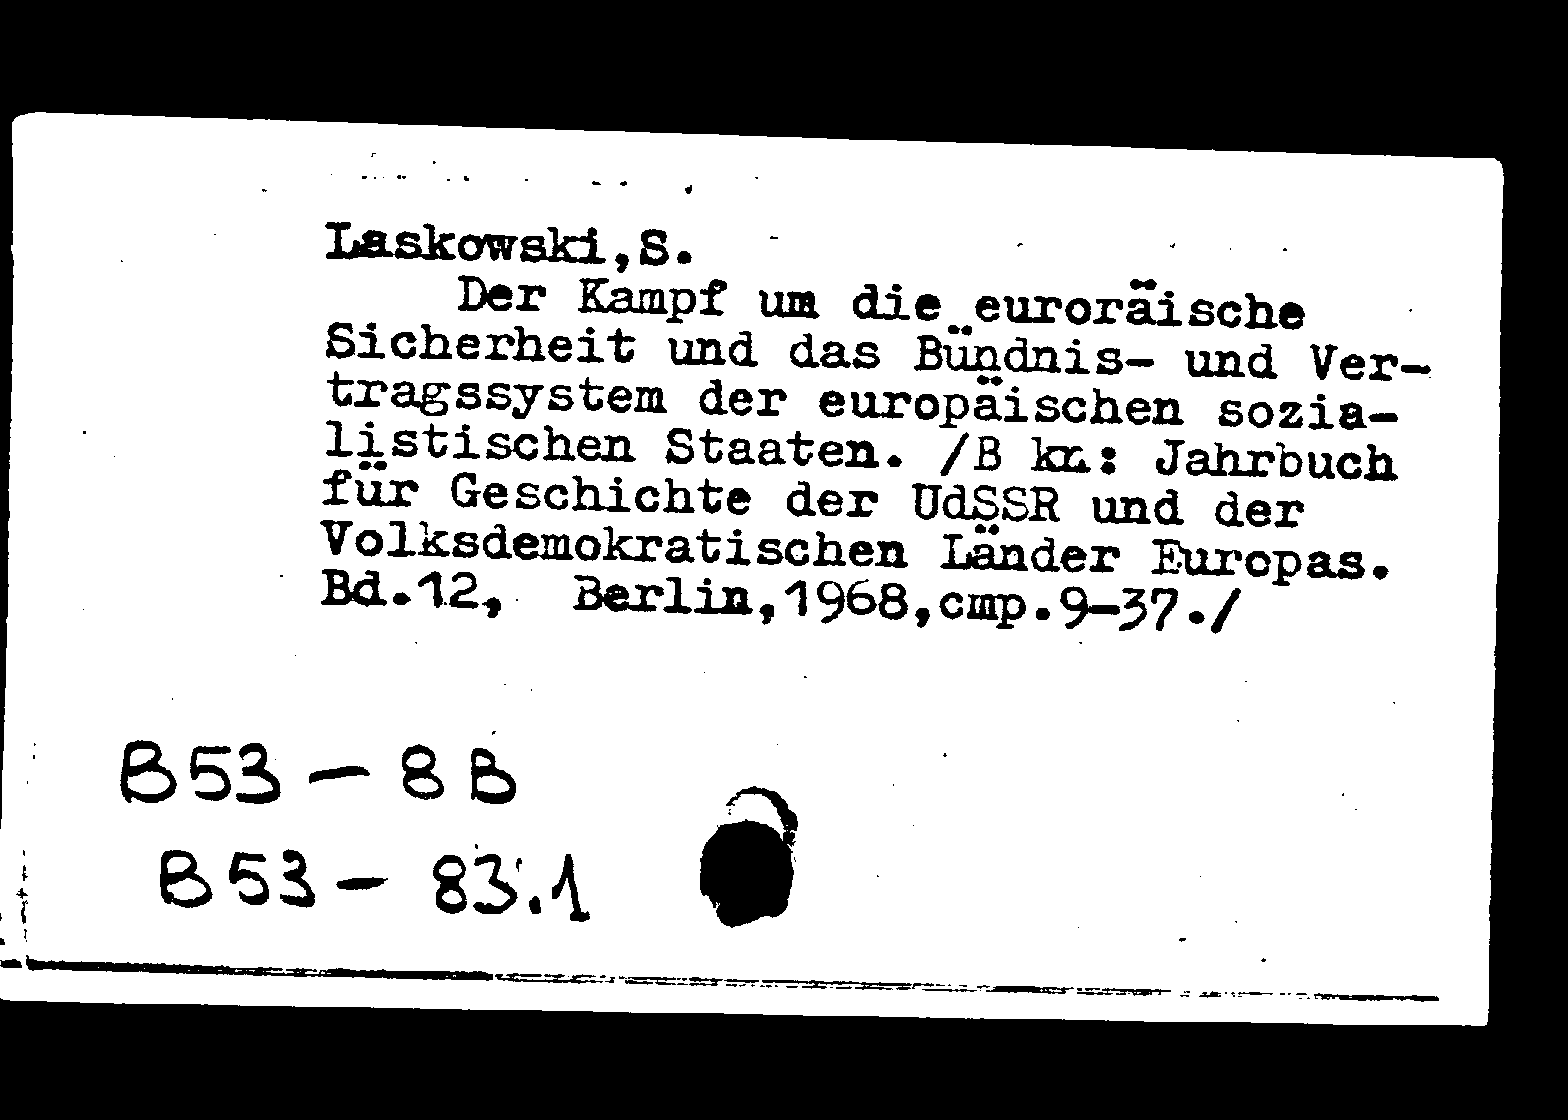 Laskowski,S.
Der Kampf um die euroräische
Sicherheit und das Bündnis- und Ver-
tragssystem der europäischen sozia-
listischen Staaten. /В кн.: Jahrbuch
für Geschichte der UdSSR und der
Volksdemokratischen Länder Europas.
Bd.12, Berlin,1968,стр.9-37./
B53-8B
B53-83.1